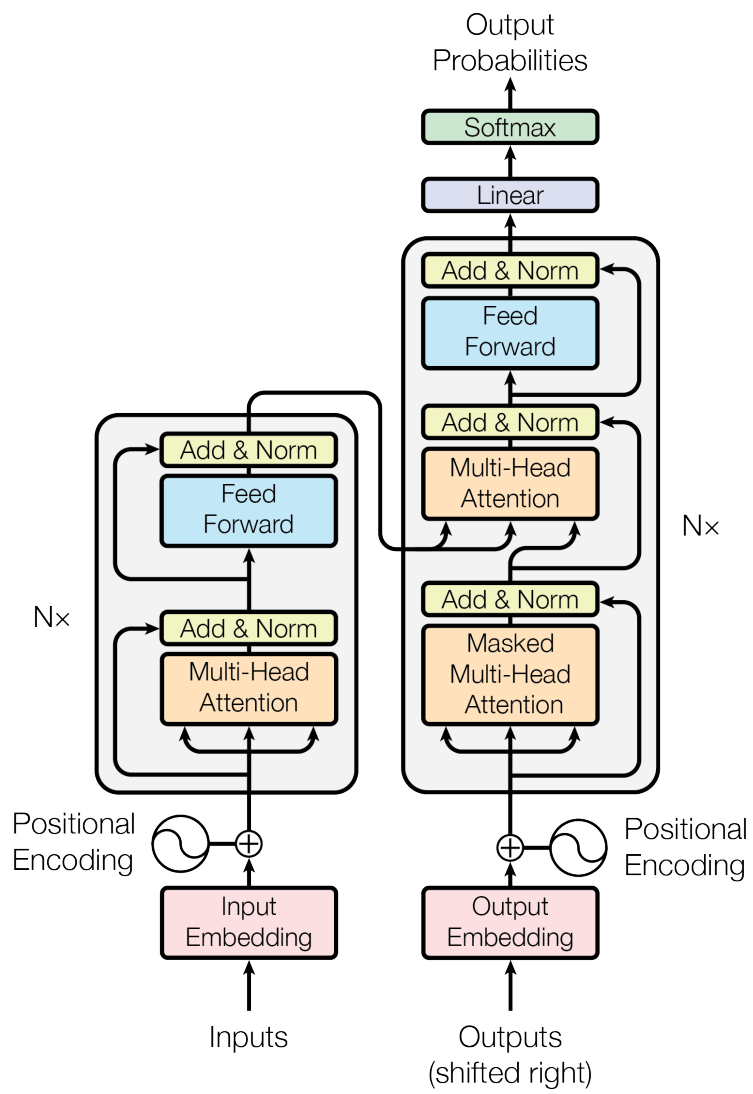 Output
Probabilities
Softmax
Linear
Add & Norm
Feed
Forward
Add & Norm
Multi-Head
Attention
Add & Norm
Masked
Multi-Head
Attention
Nx
Add & Norm
Feed
Forward
Add & Norm
Multi-Head
Attention
N×
Positional
Encoding
Positional
Encoding
Input
Embedding
Output
Embedding
Inputs
Outputs
(shifted right)